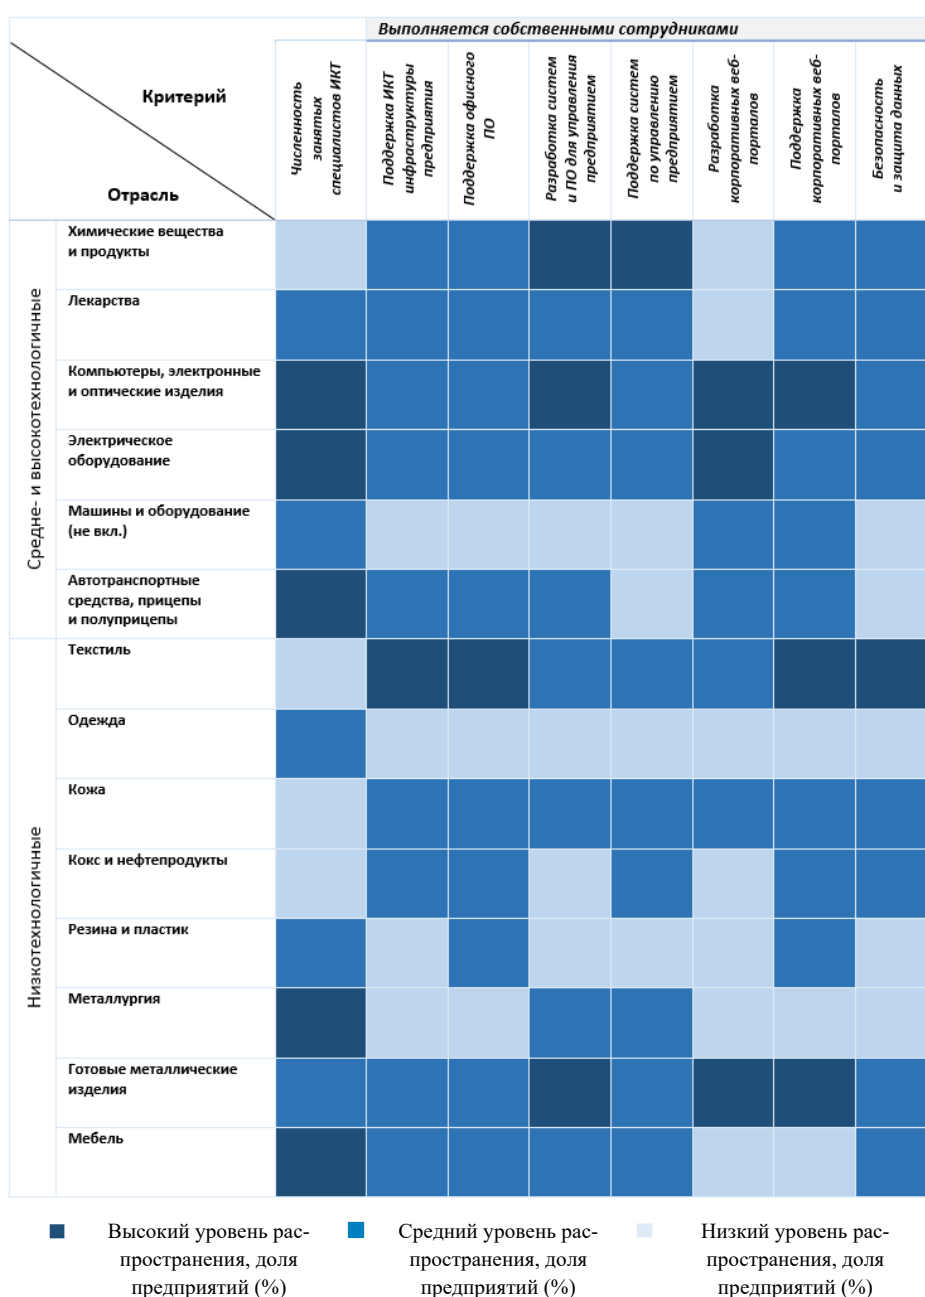 Выполняется собственными сотрудниками
Критерий
Отрасль
Численность
занятых
специалистов ИКТ
Поддержка ИКТ
инфраструктуры
предприятия
Поддержка офисного
ПО
Разработка систем
и ПО для управления
предприятием
Поддержка систем
по управлению
предприятием
Разработка
корпоративных веб-
порталов
Поддержка
корпоративных веб-
порталов
Безопасность
и защита данных
Средне- и высокотехнологичные
Химические вещества
и продукты
Лекарства
Компьютеры, электронные
и оптические изделия
Электрическое
оборудование
Машины и оборудование
(не вкл.)
Автотранспортные
средства, прицепы
и полуприцепы
Низкотехнологичные
Текстиль
Одежда
Кожа
Кокс и нефтепродукты
Резина и пластик
Металлургия
Готовые металлические
изделия
Мебель
Высокий уровень рас-
пространения, доля
предприятий (%)
Средний уровень рас-
пространения, доля
предприятий (%)
Низкий уровень рас-
пространения, доля
предприятий (%)